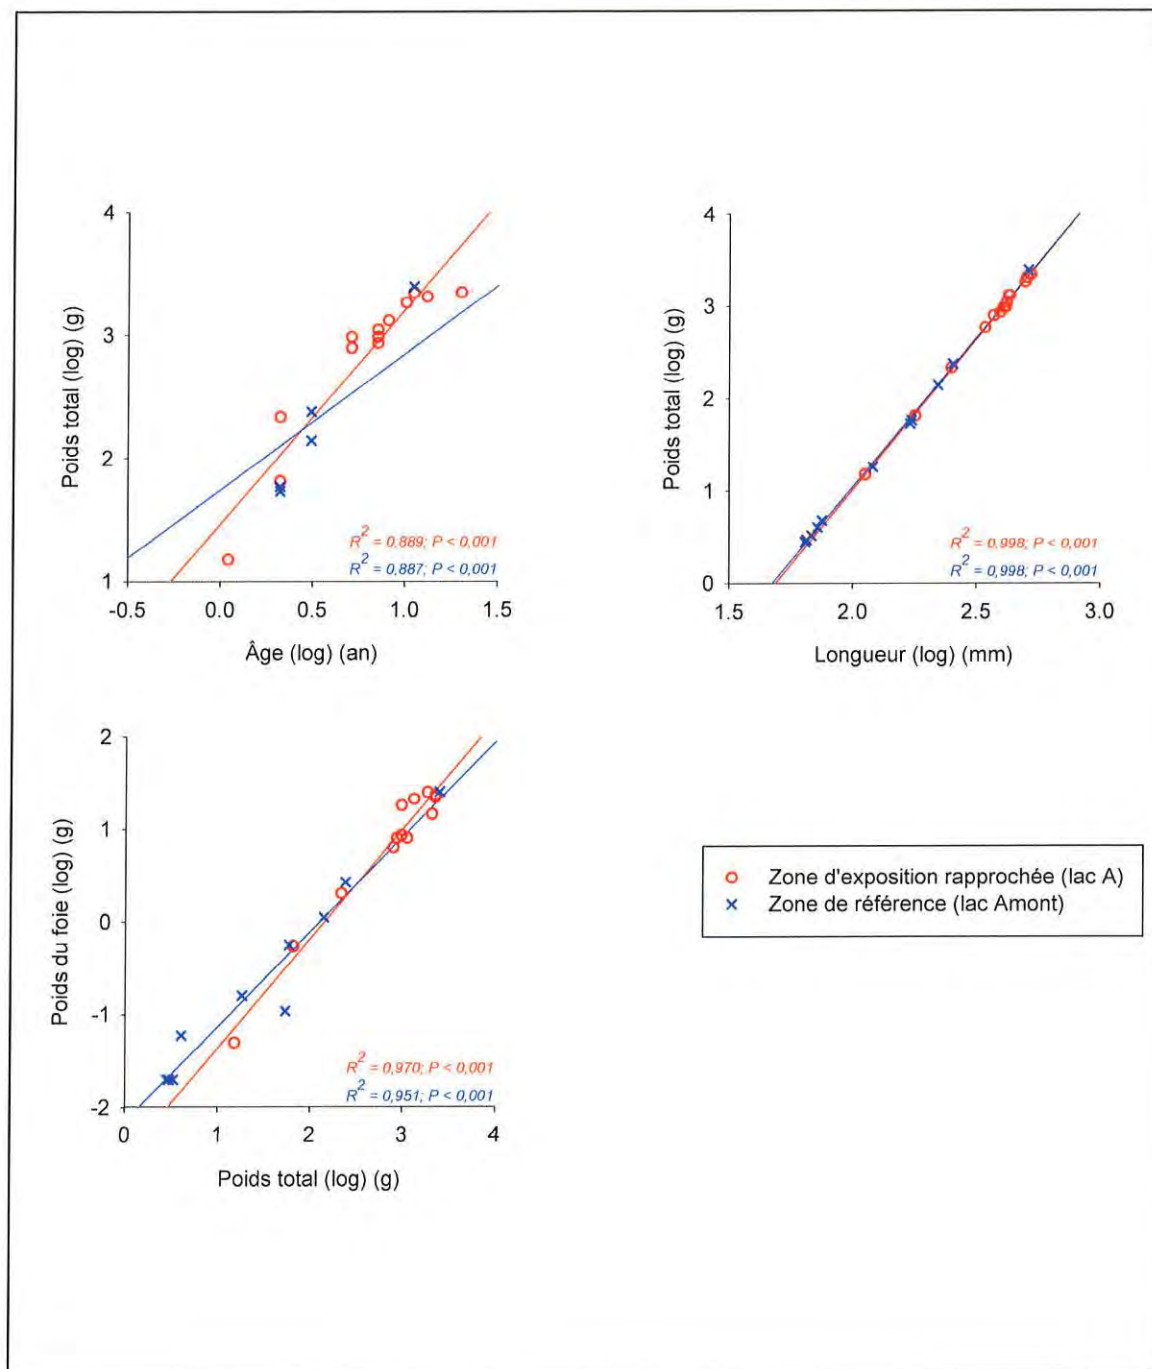 4
3
2
1
Poids total (log) (g)
R2 = 0,889; P < 0,001
R2 = 0,887; P < 0,001
-0.5 0.0 0.5 1.0 1.5
Âge (log) (an)
4
3
2
1
0
Poids total (log) (g)
R2 = 0,998; P < 0,001
R2 = 0,998; P < 0,001
1.5 2.0 2.5 3.0
Longueur (log) (mm)
2
1
0
-1
-2
Poids du foie (log) (g)
R2 = 0,970; P < 0,001
R2 = 0,951; P < 0,001
0 1 2 3 4
Poids total (log) (g)
Zone d'exposition rapprochée (lac A)
Zone de référence (lac Amont)